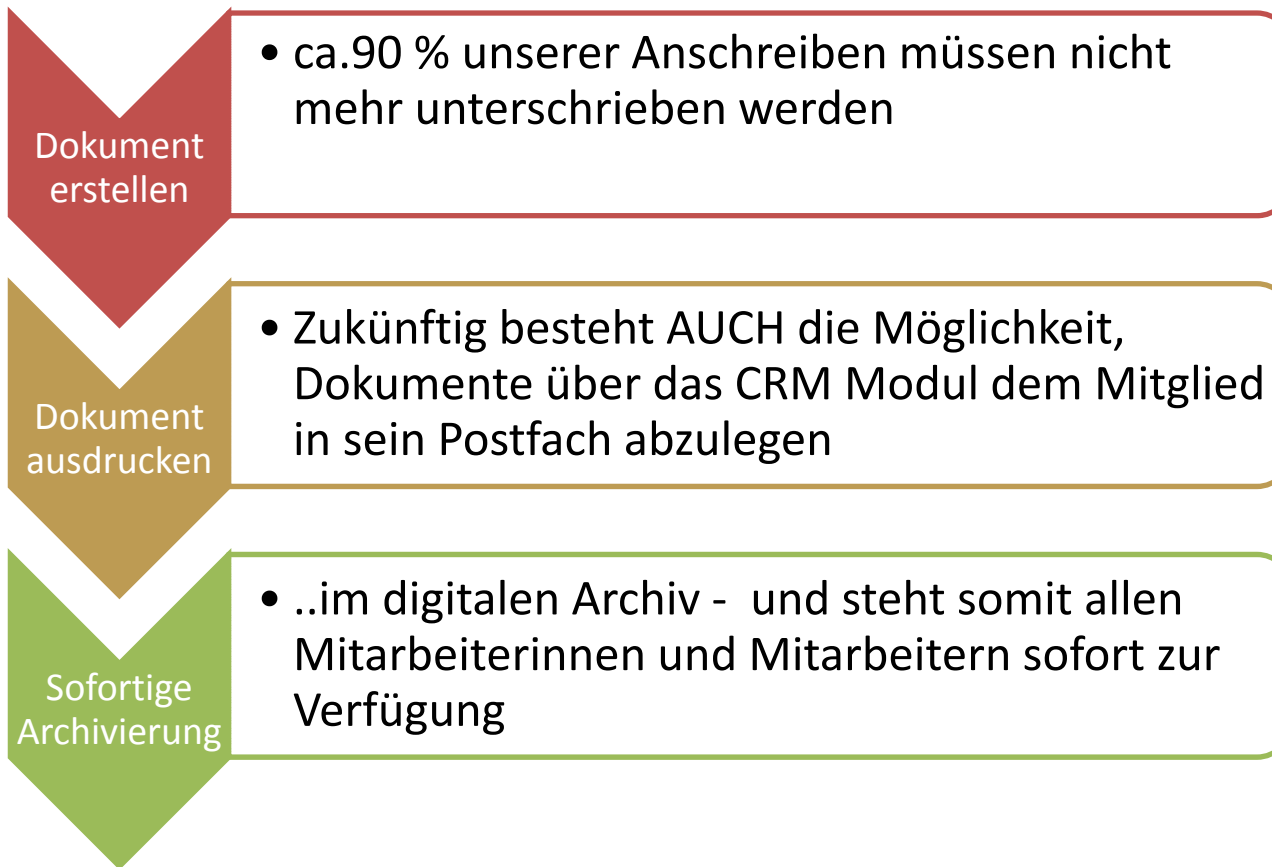 Dokument
erstellen
• ca.90 % unserer Anschreiben müssen nicht
mehr unterschrieben werden
Dokument
ausdrucken
• Zukünftig besteht AUCH die Möglichkeit,
Dokumente über das CRM Modul dem Mitglied
in sein Postfach abzulegen
Sofortige
Archivierung
• ..im digitalen Archiv -  und steht somit allen
Mitarbeiterinnen und Mitarbeitern sofort zur
Verfügung